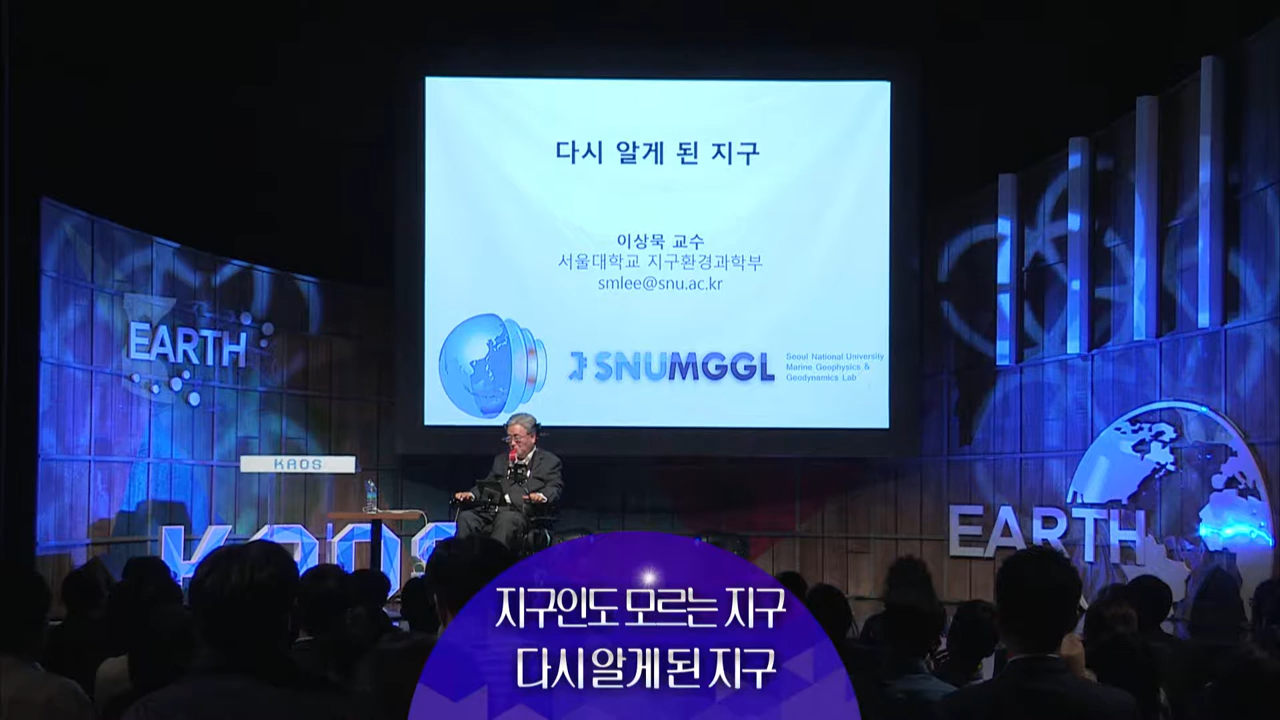 다시 알게 된 지구
이상묵 교수
서울대학교 지구환경과학부
smlee@snu.ac.kr
SNUMGGL
Seoul National University
Marine Geophysics &
Geodynamics Lab
EARTH
KAOS
KAOS
EARTH
지구인도 모르는 지구
다시 알게 된 지구